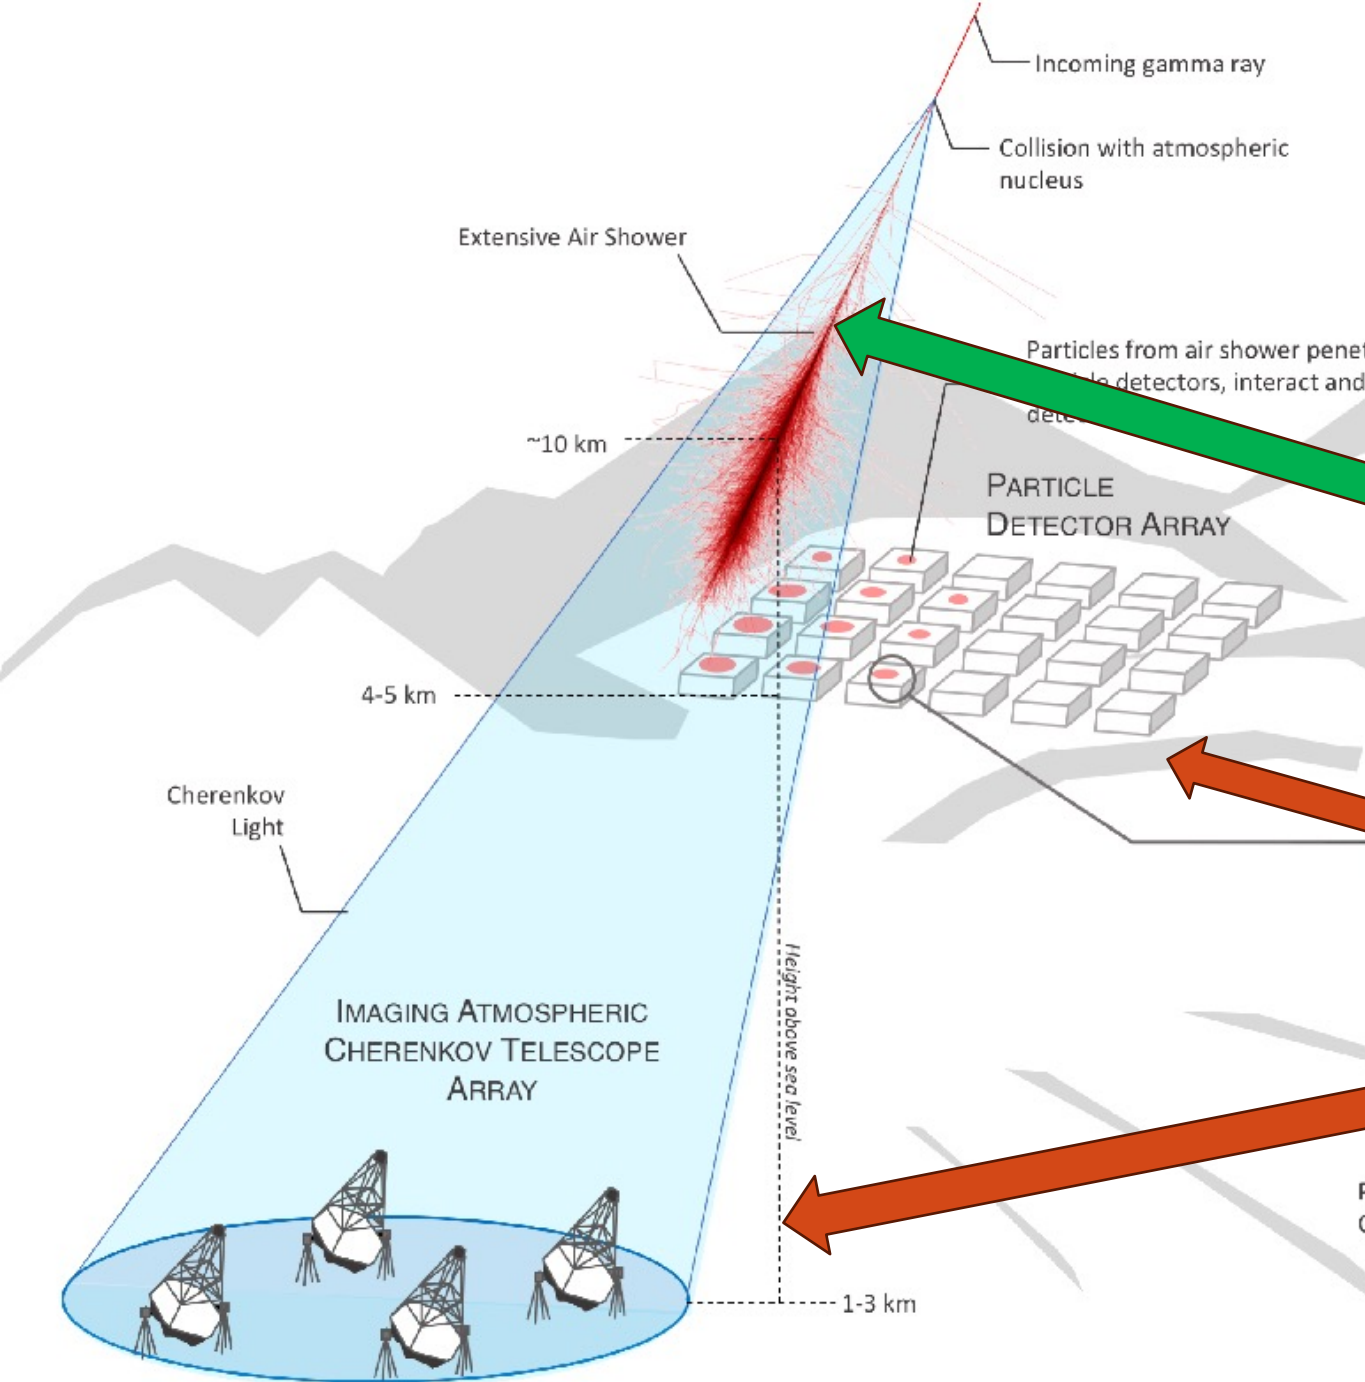 Incoming gamma ray
Collision with atmospheric
nucleus
Extensive Air Shower
Particles from air shower
detectors, interact and
~10 km
PARTICLE
DETECTOR ARRAY
4-5 km
Cherenkov
Light
Height above sea level
IMAGING ATMOSPHERIC
CHERENKOV TELESCOPE
ARRAY
1-3 km